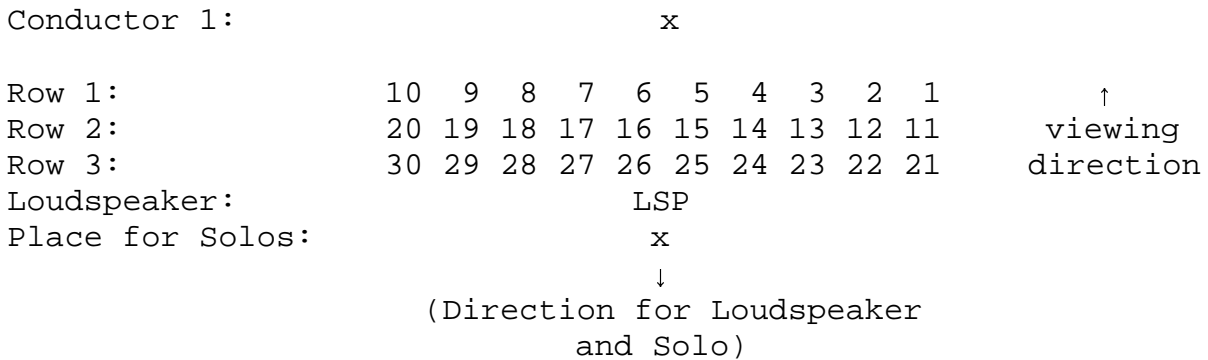 Conductor 1: x
Row 1: 10 9 8 7 6 5 4 3 2 1 ↑
Row 2: 20 19 18 17 16 15 14 13 12 11 viewing
Row 3: 30 29 28 27 26 25 24 23 22 21 direction
Loudspeaker: LSP
Place for Solos: x
↓
(Direction for Loudspeaker
and Solo)